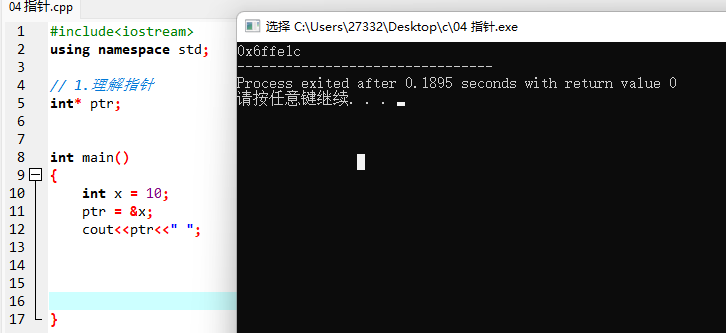 04 指针.cpp
1 #include<iostream>
2 using namespace std;
3
4 // 1.理解指针
5 int* ptr;
6
7
8 int main()
9 {
10 int x = 10;
11 ptr = &x;
12 cout<<ptr<<" ";
13
14
15
16
17 }
选择 C:\Users\27332\Desktop\c\04 指针.exe
0x6ffe1c
--------------------------------
Process exited after 0.1895 seconds with return value 0
请按任意键继续. . .